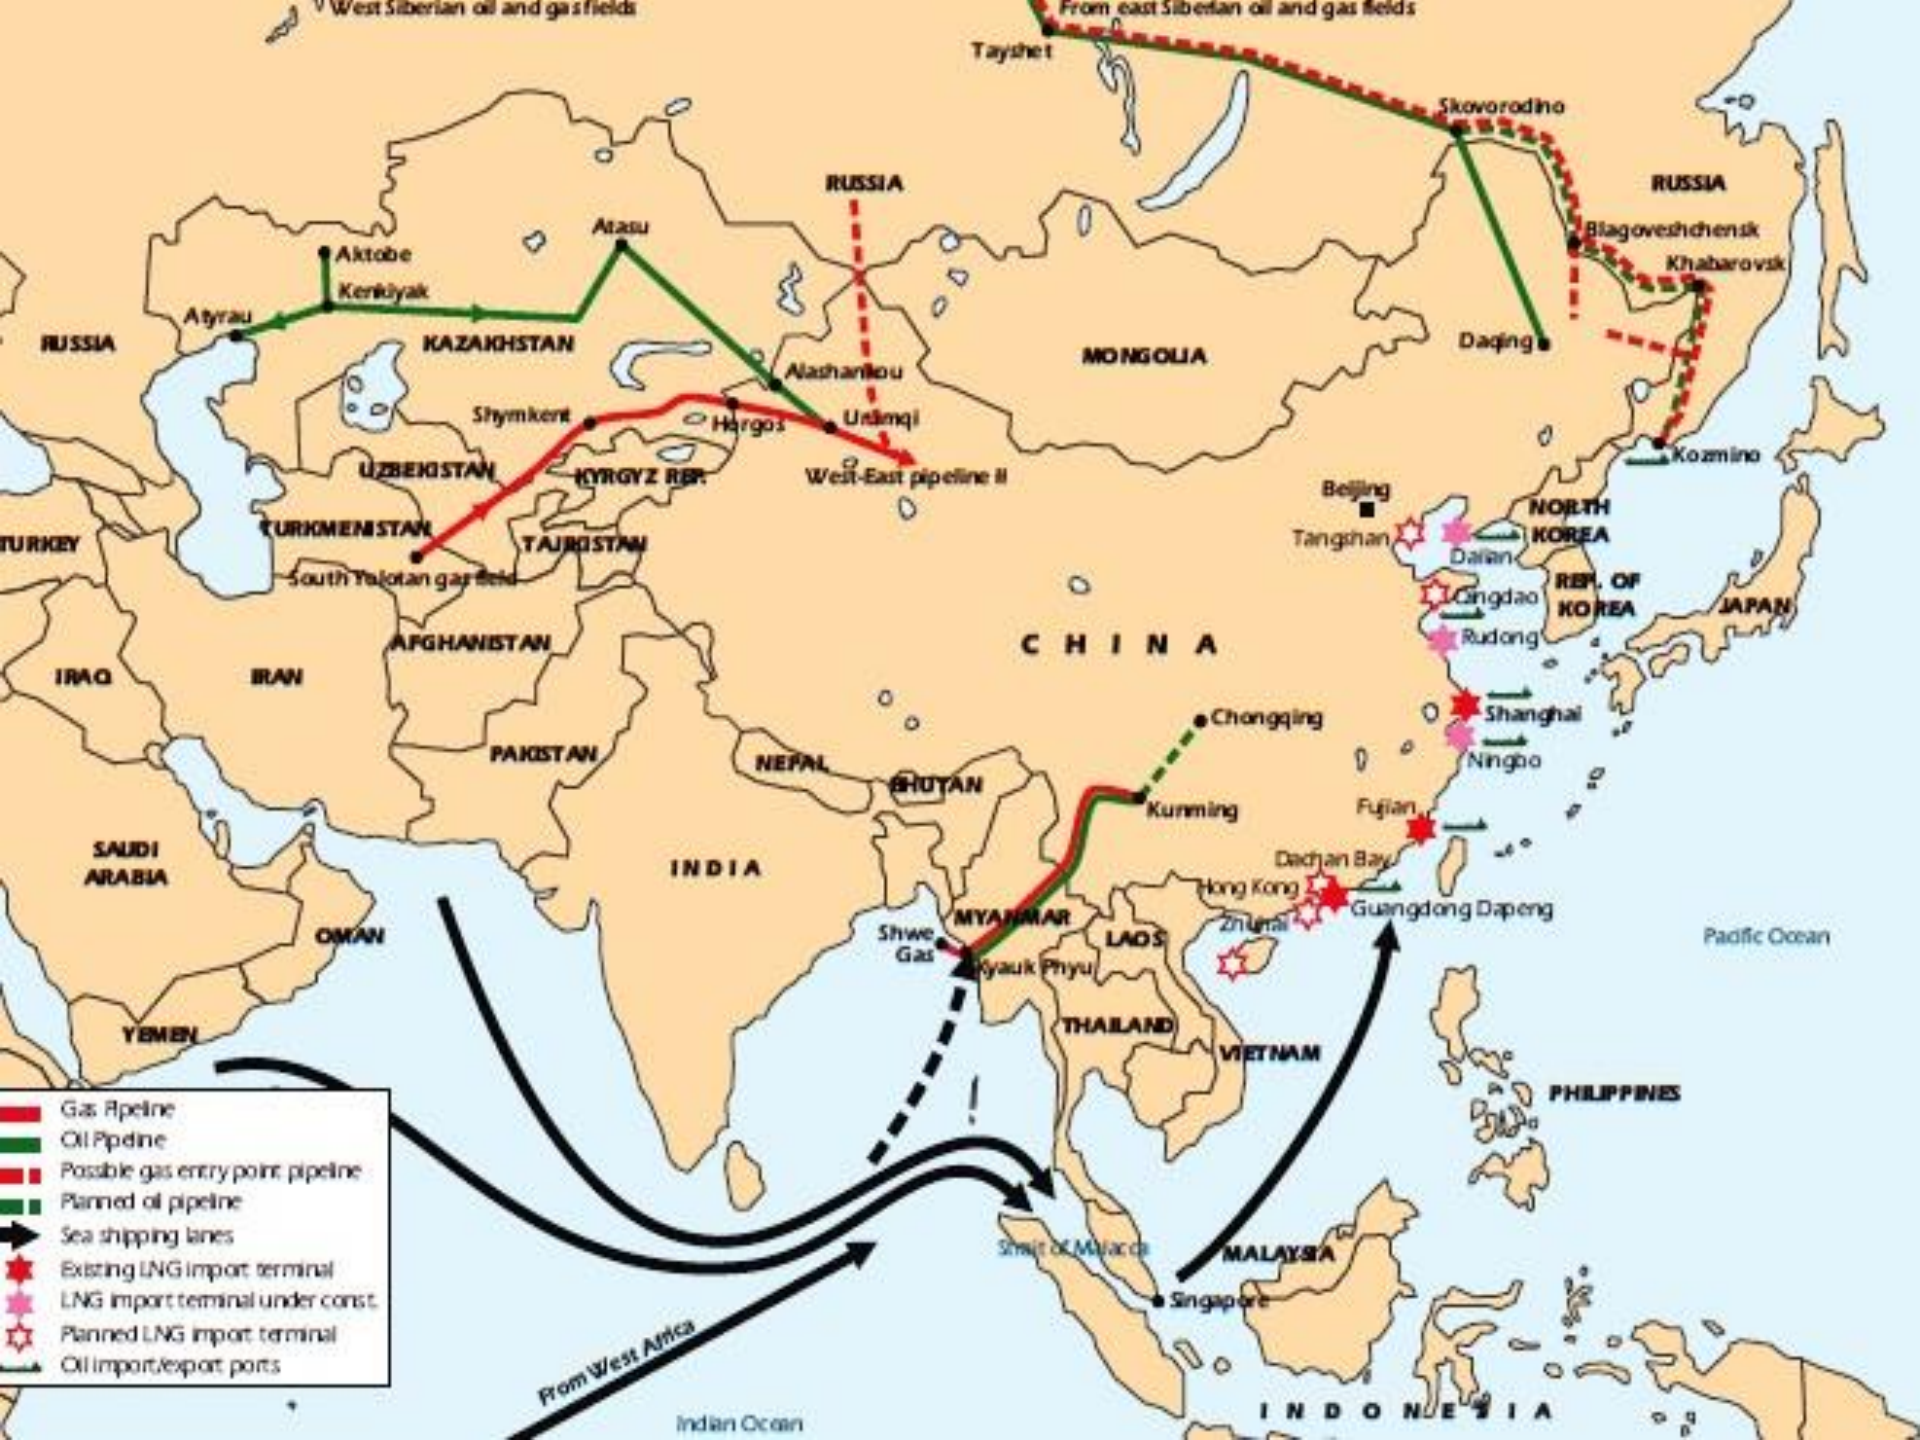 West Siberian oil and gas fields
From east Siberian oil and gas fields
Tayshet
Skovorodino
RUSSIA
RUSSIA
Atasu
Blagoveshchensk
Aktobe
Khabarovsk
Kenkiyak
Atyrau
RUSSIA
KAZAKHSTAN
MONGOLIA
Daqing
Alashankou
Shymkent
Horgos
Urumqi
Kozmino
UZBEKISTAN
KYRGYZ REP.
West-East pipeline II
Beijing
NORTH
KOREA
TURKEY
TURKMENISTAN
TAJIKISTAN
Tangshan
Dalian
South Yolotan gas field
REP. OF
KOREA
Qingdao
JAPAN
AFGHANISTAN
CHINA
Rudong
IRAQ
IRAN
Shanghai
Chongqing
PAKISTAN
NEPAL
Ningbo
BHUTAN
Kunming
Fujian
SAUDI
ARABIA
INDIA
Dachan Bay
Hong Kong
Guangdong Dapeng
MYANMAR
Zhuhai
OMAN
Shwe
Gas
LAOS
Pacific Ocean
Kyauk Phyu
YEMEN
THAILAND
VIETNAM
PHILIPPINES
Gas Pipeline
Oil Pipeline
Possible gas entry point pipeline
Planned oil pipeline
Sea shipping lanes
Existing LNG import terminal
LNG import terminal under const.
Planned LNG import terminal
Oil import/export ports
Strait of Malacca
MALAYSIA
Singapore
From West Africa
Indian Ocean
INDONESIA